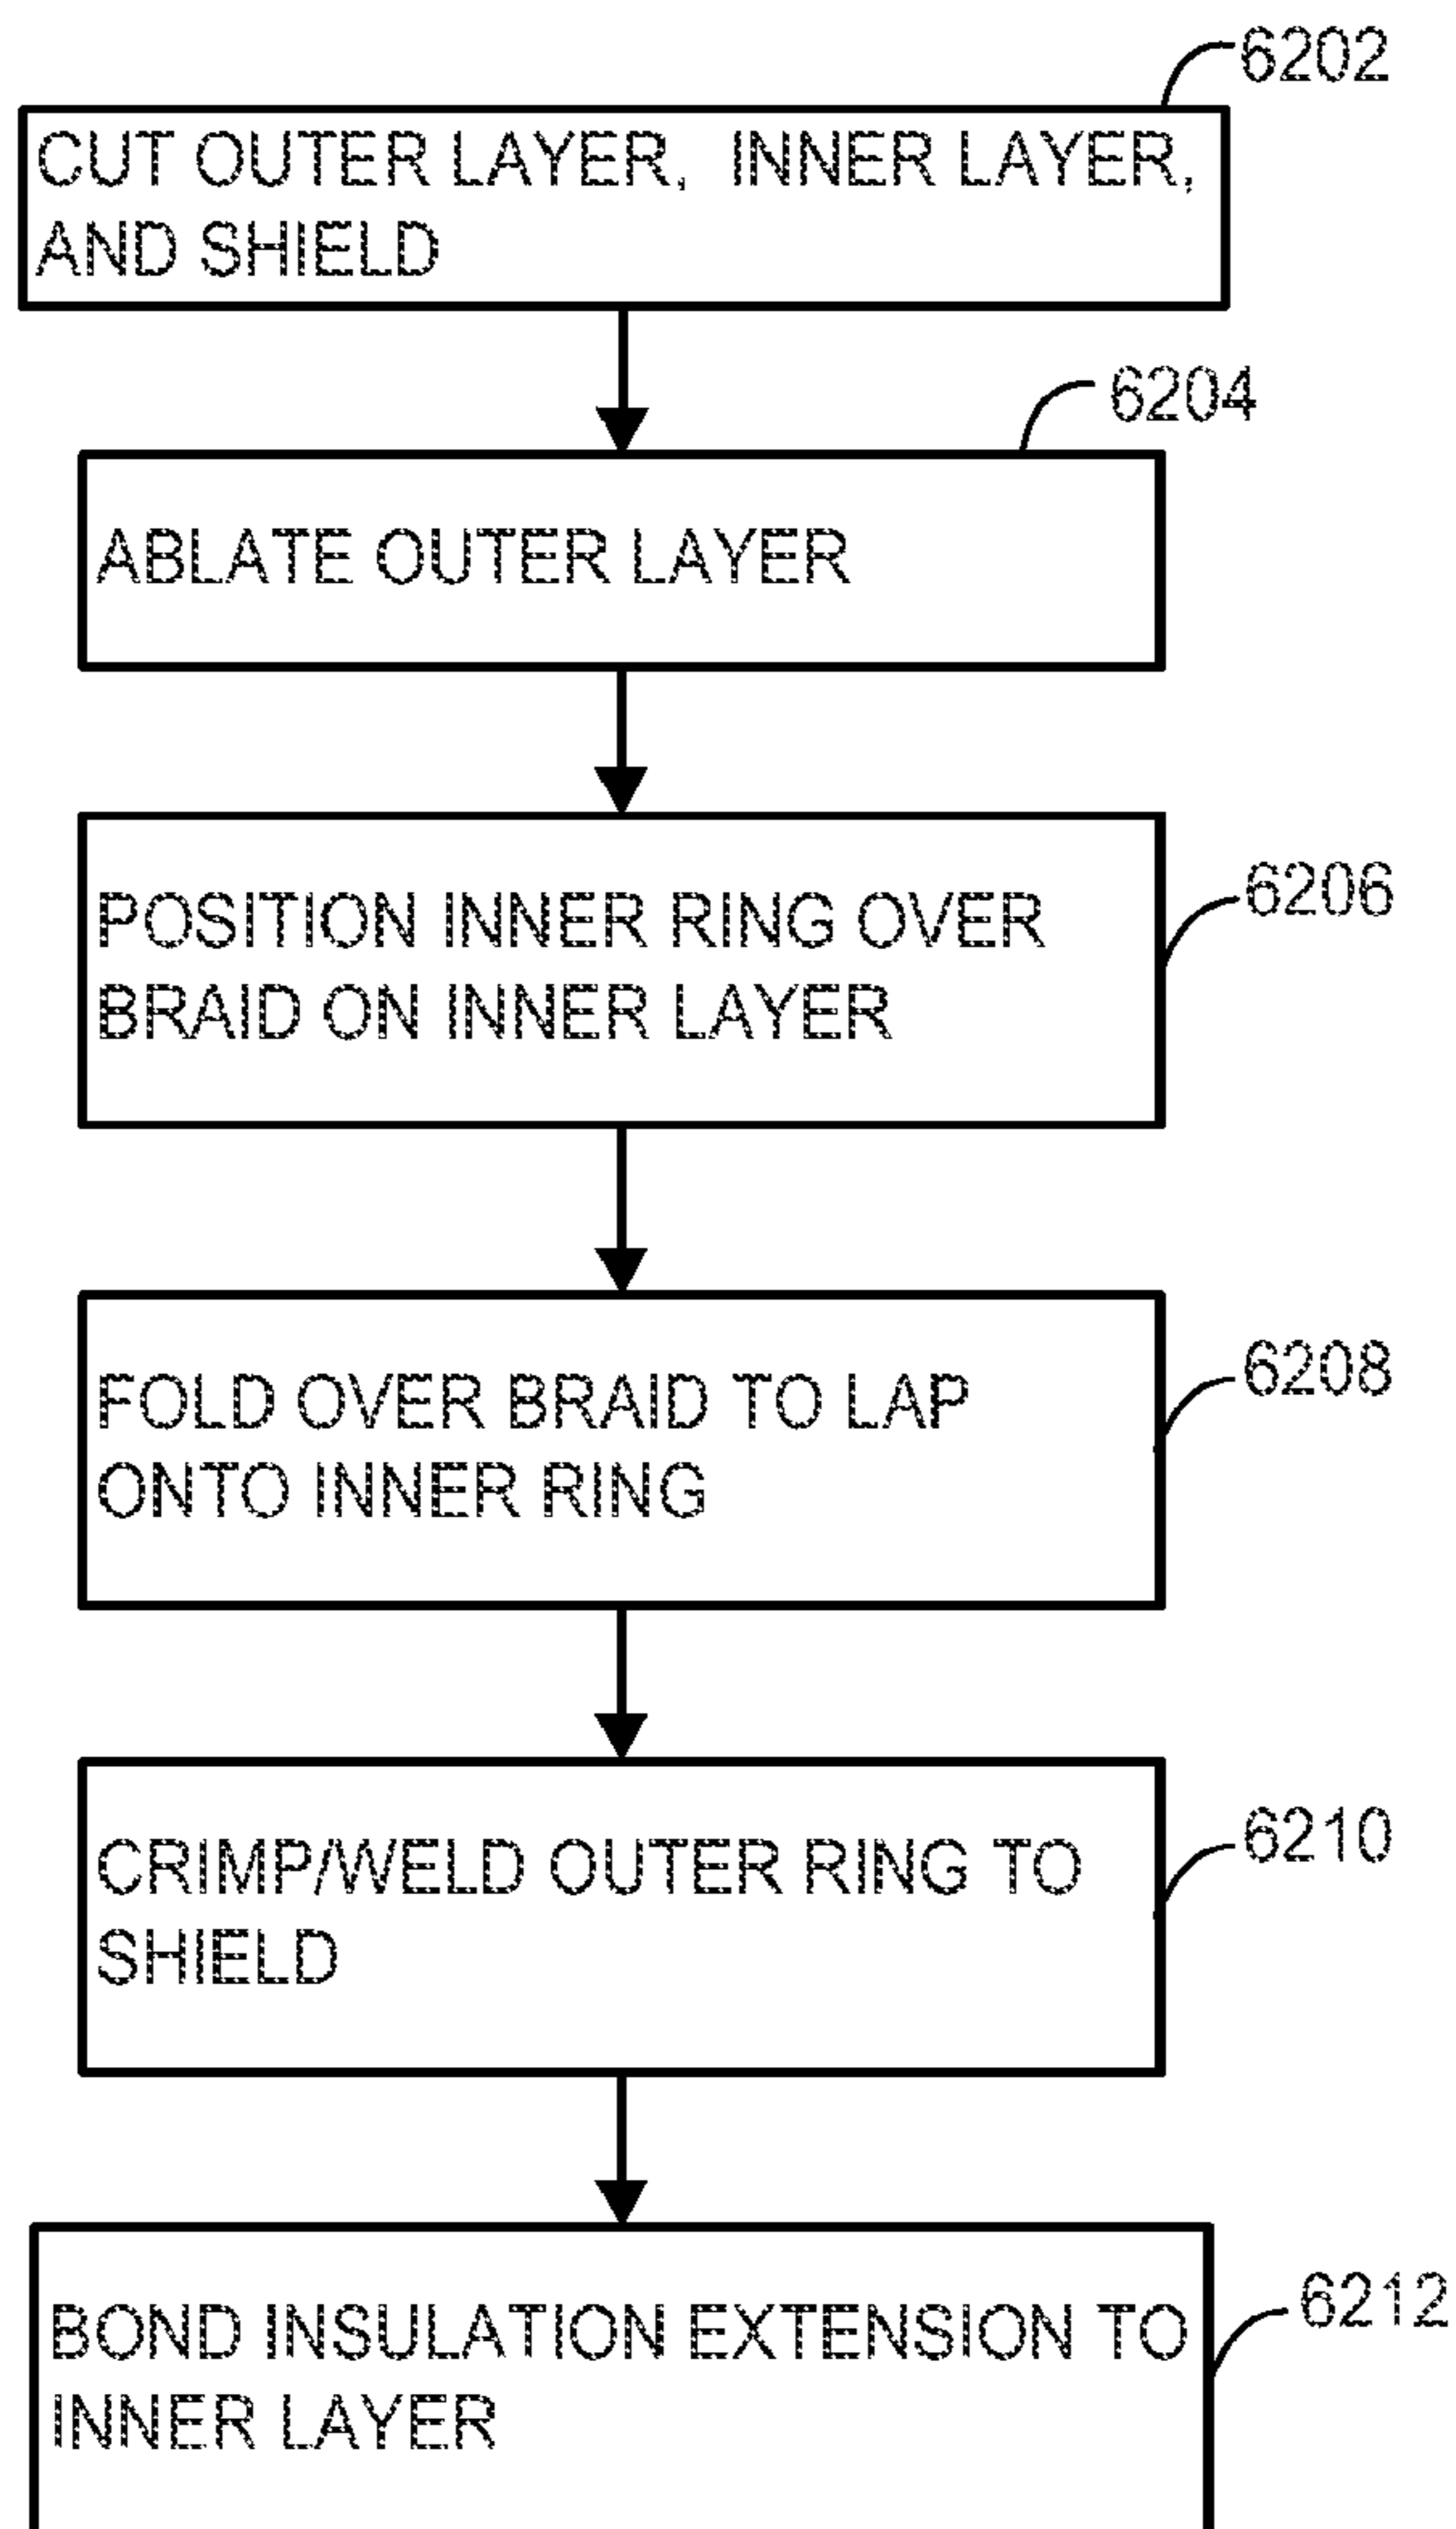 6202
CUT OUTER LAYER, INNER LAYER,
AND SHIELD
6204
ABLATE OUTER LAYER
6206
POSITION INNER RING OVER
BRAID ON INNER LAYER
6208
FOLD OVER BRAID TO LAP
ONTO INNER RING
6210
CRIMP/WELD OUTER RING TO
SHIELD
6212
BOND INSULATION EXTENSION TO
INNER LAYER